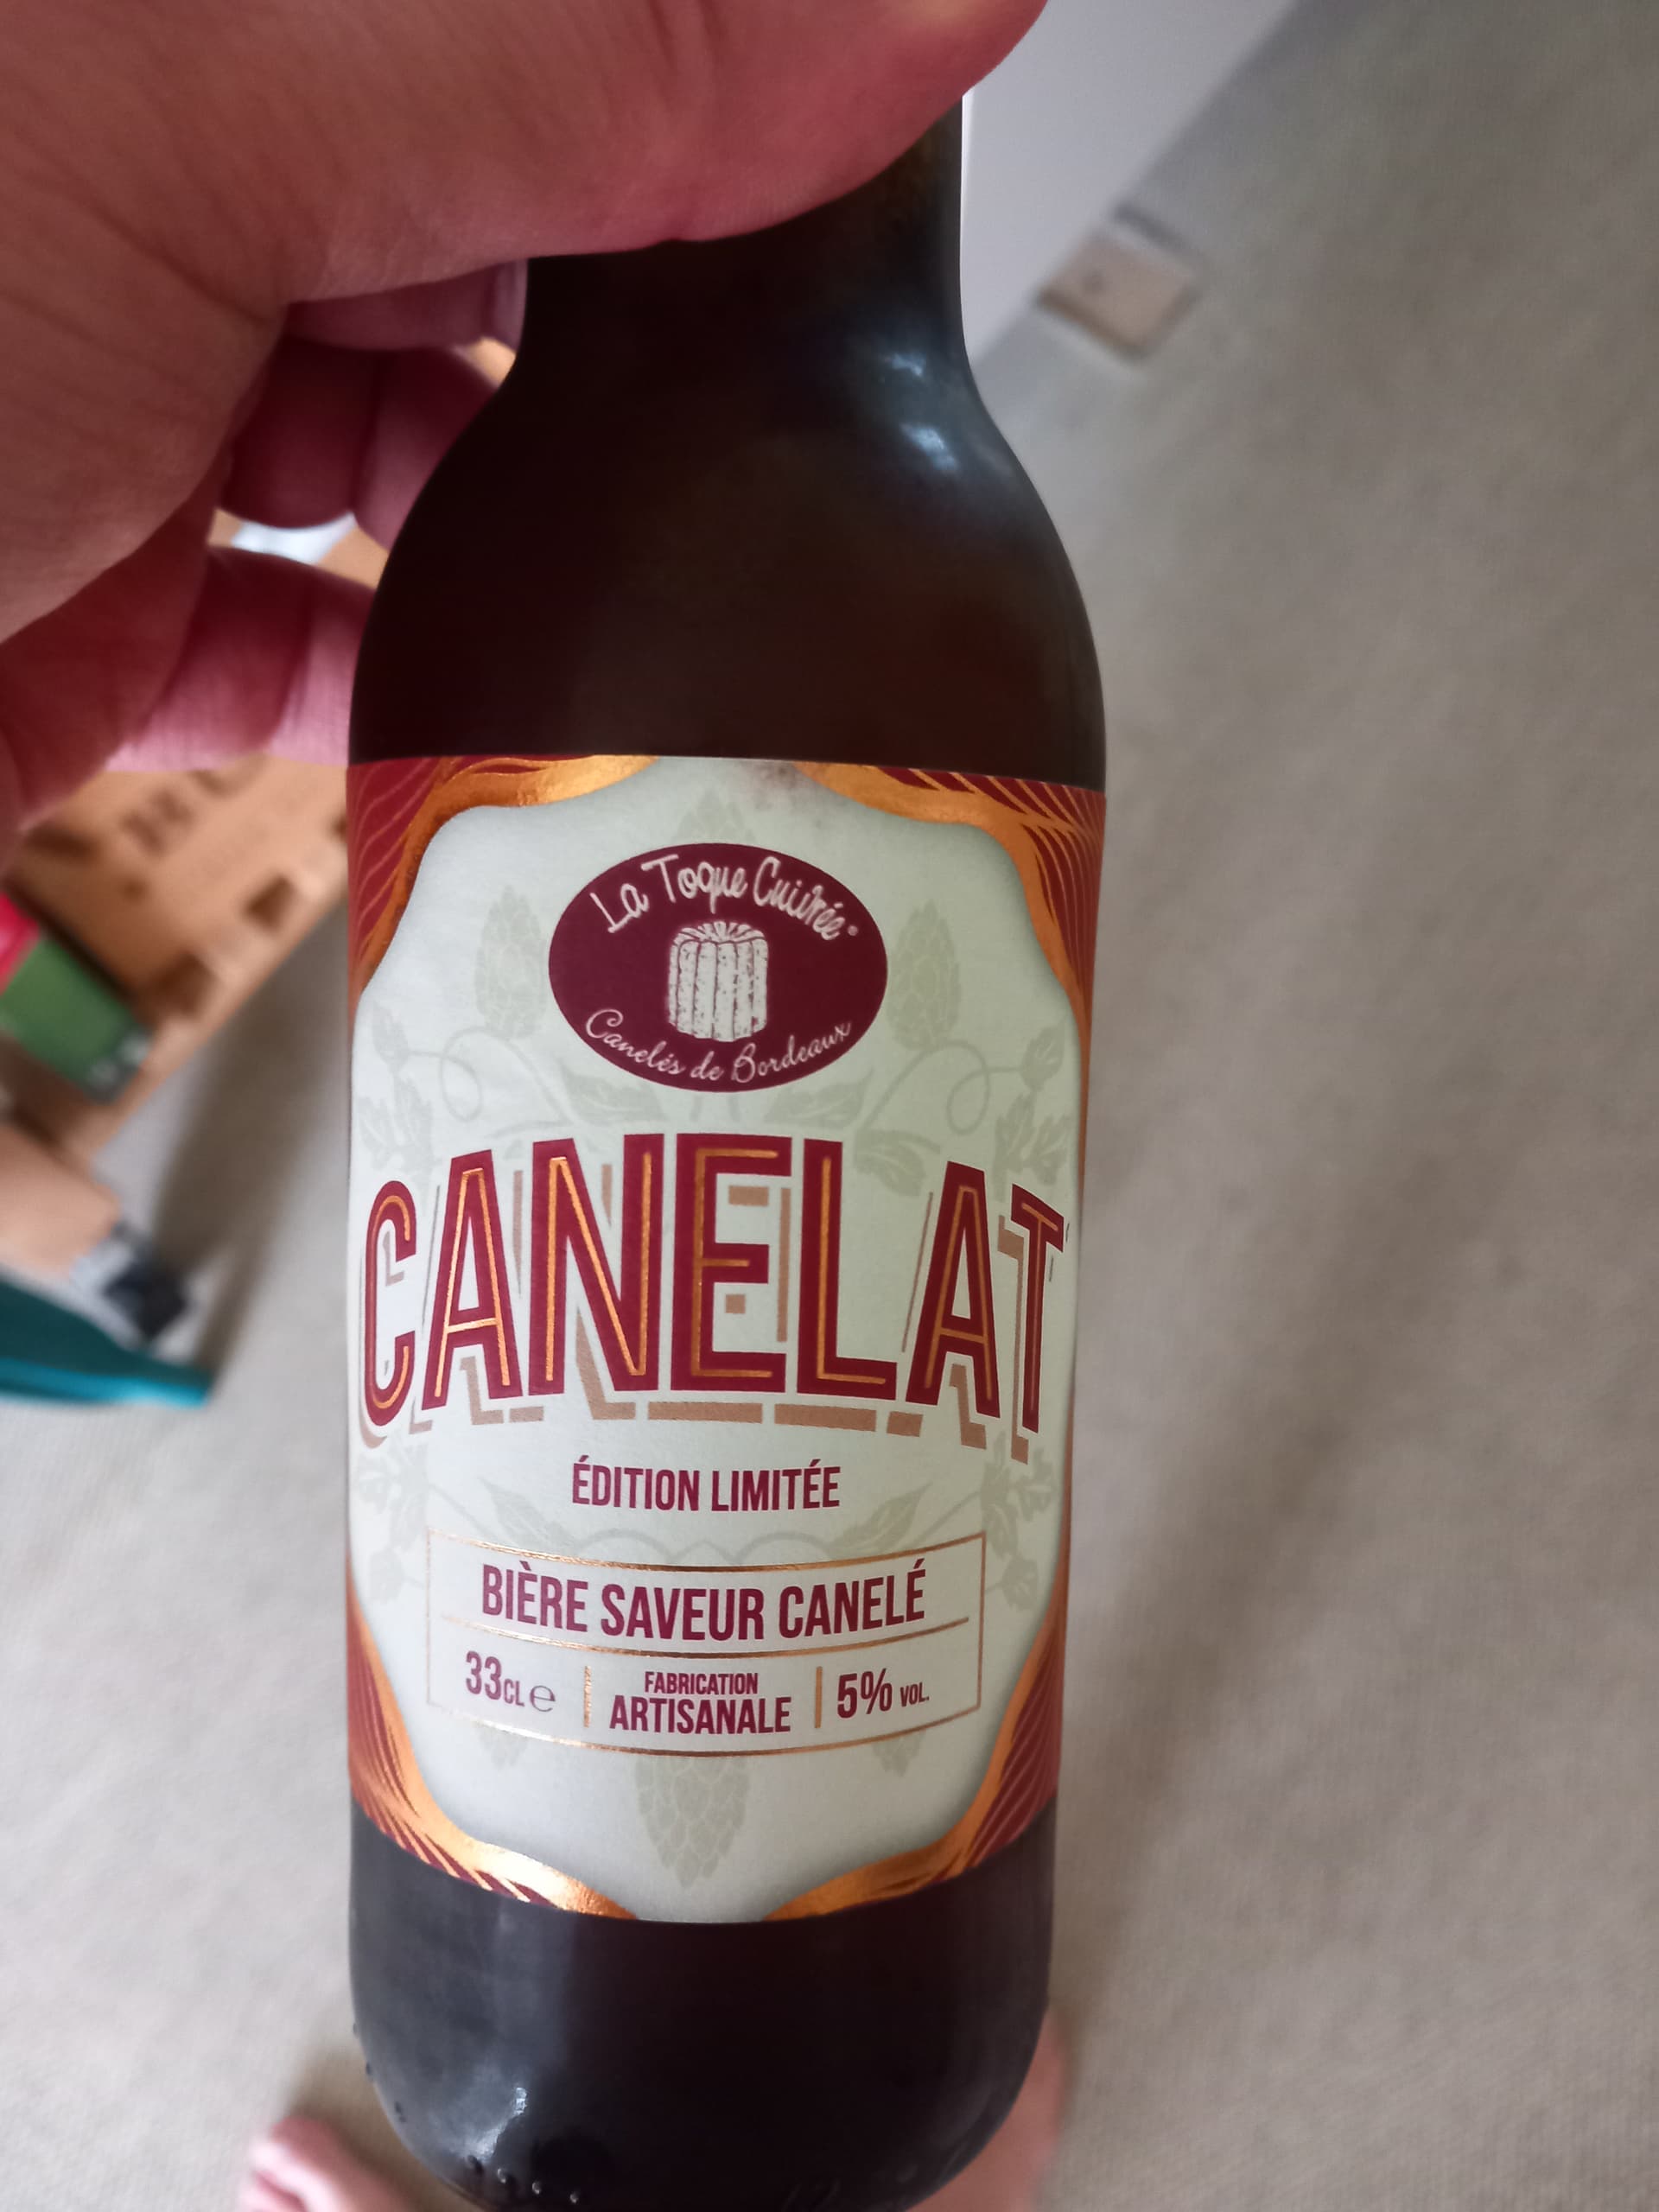 La Toque Cuivrée®
Canelés de Bordeaux
CANELAT
ÉDITION LIMITÉE
BIÈRE SAVEUR CANELÉ
33CL e
FABRICATION
ARTISANALE
5% VOL.